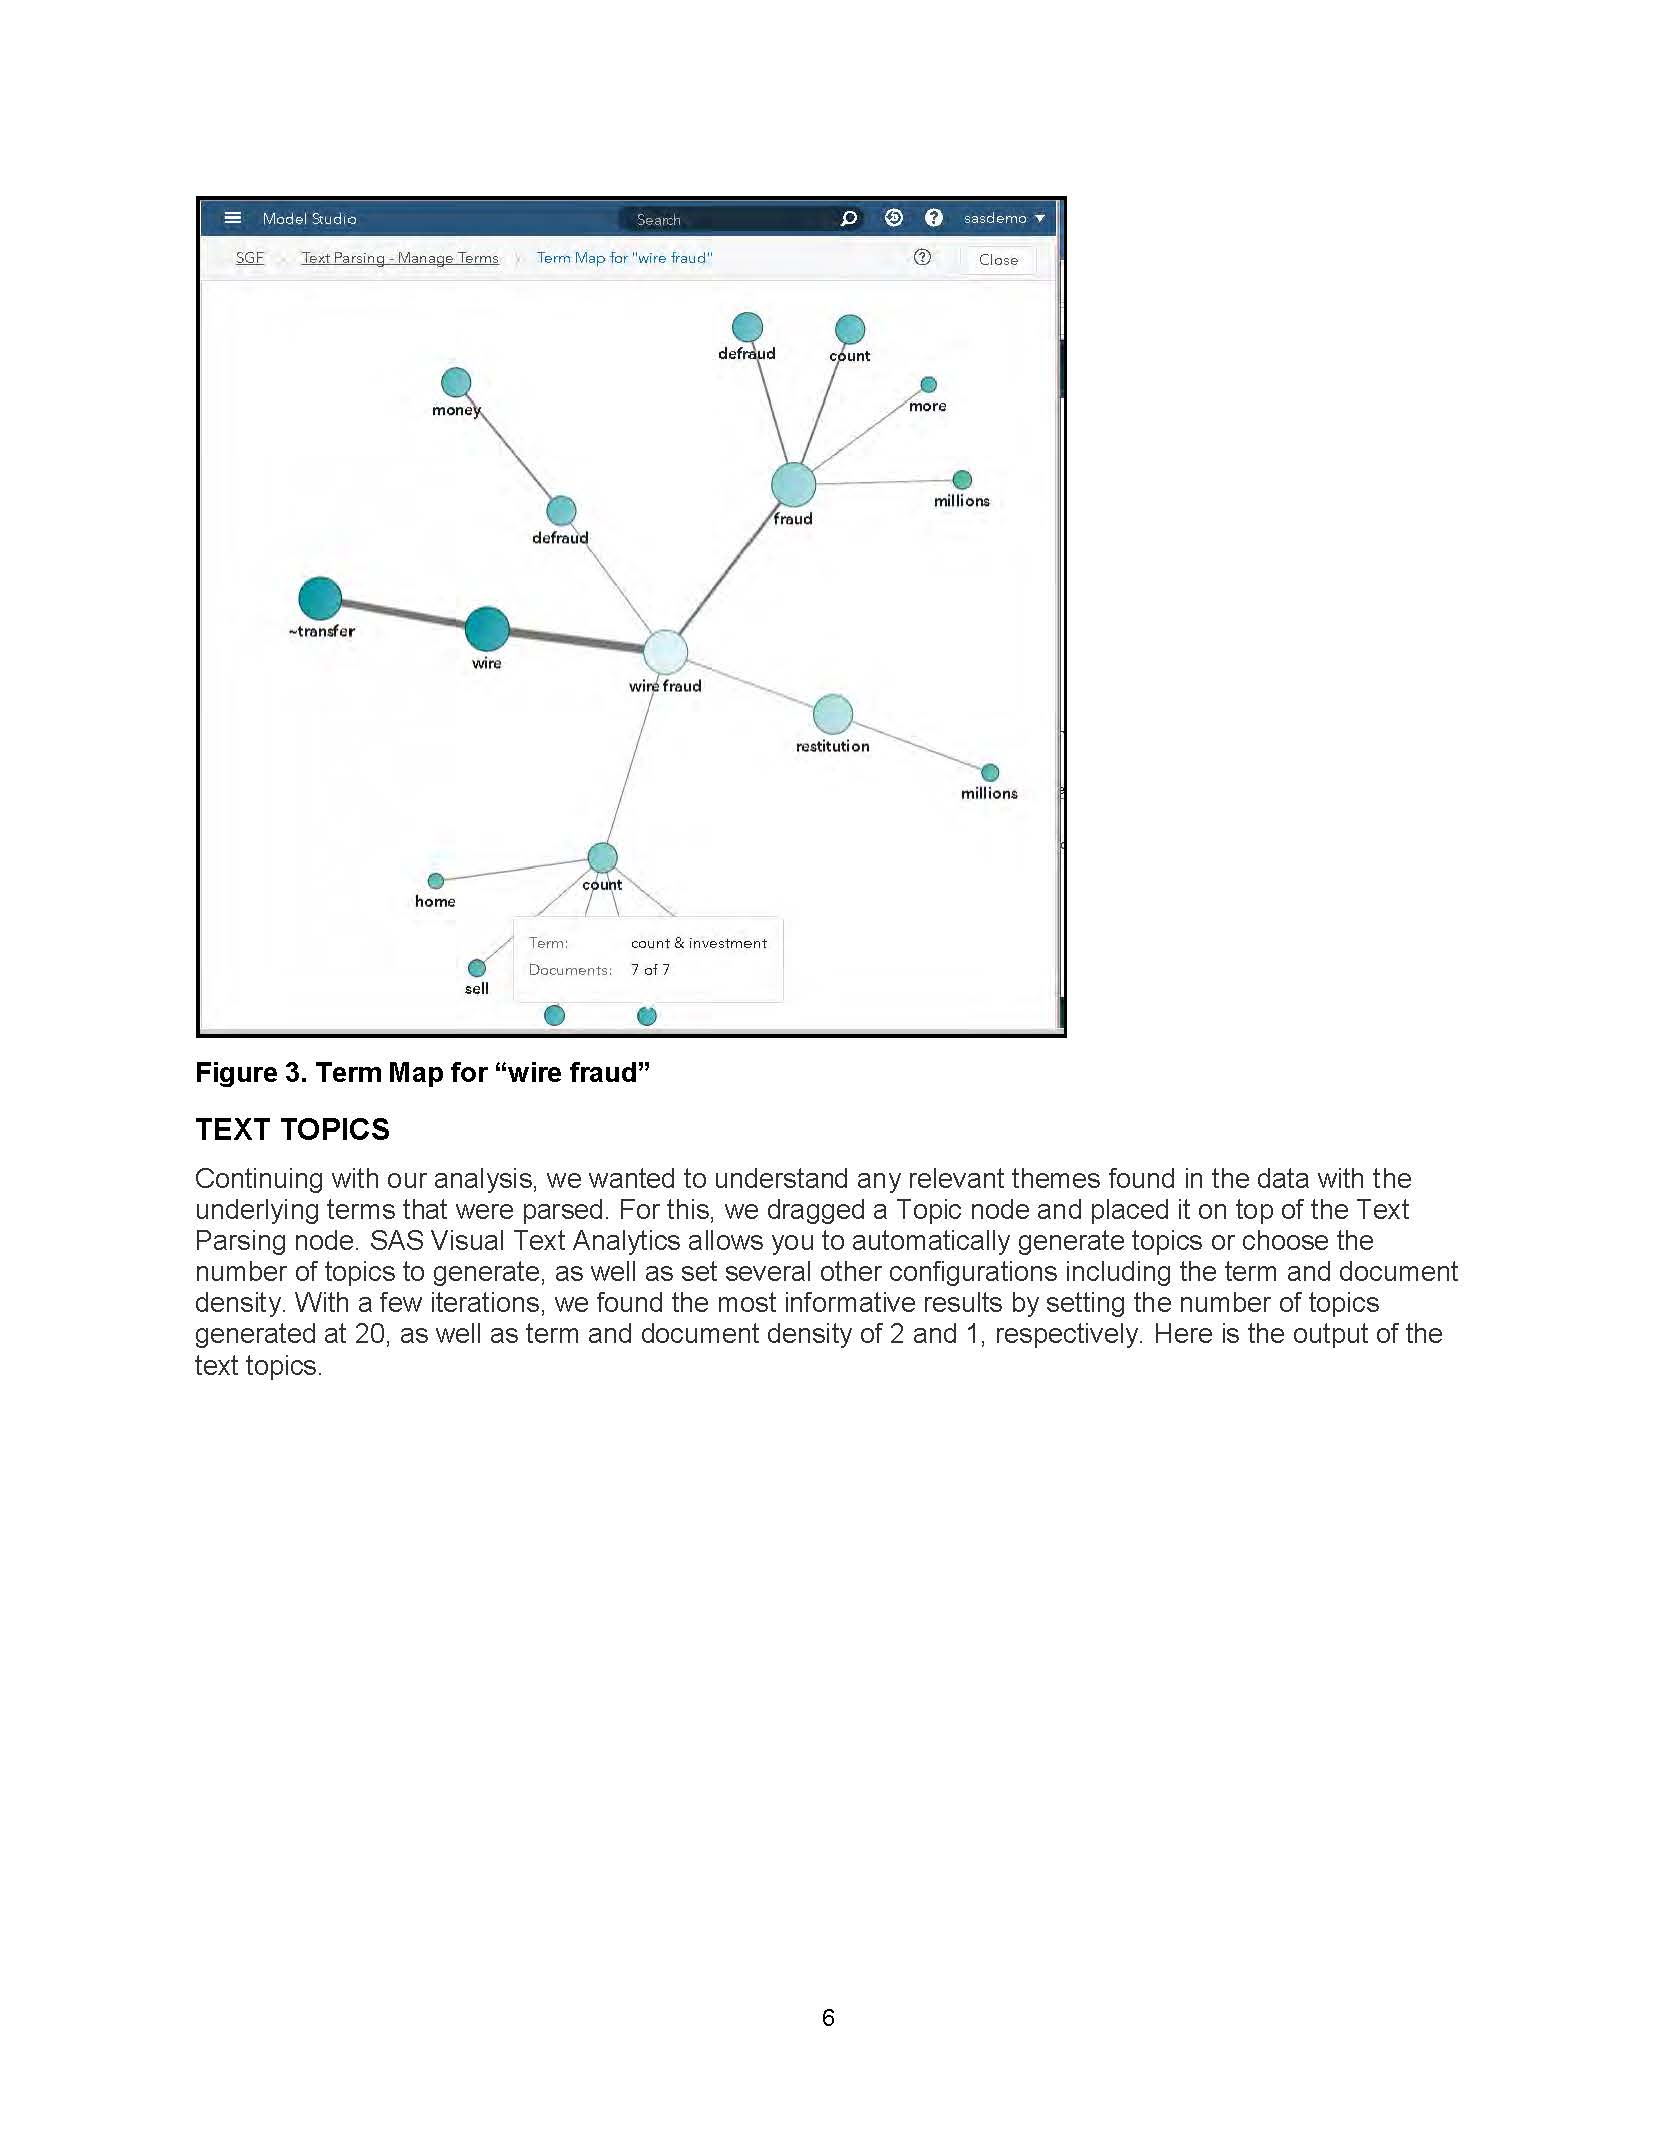 Model Studio Search sasdemo
SGF Text Parsing - Manage Terms Term Map for "wire fraud" Close
defraud count
money more
millions
fraud
defraud
~transfer
wire
wire fraud
restitution
millions
count
home
Term: count & investment
Documents: 7 of 7
sell
Figure 3. Term Map for “wire fraud”
TEXT TOPICS
Continuing with our analysis, we wanted to understand any relevant themes found in the data with the
underlying terms that were parsed. For this, we dragged a Topic node and placed it on top of the Text
Parsing node. SAS Visual Text Analytics allows you to automatically generate topics or choose the
number of topics to generate, as well as set several other configurations including the term and document
density. With a few iterations, we found the most informative results by setting the number of topics
generated at 20, as well as term and document density of 2 and 1, respectively. Here is the output of the
text topics.
6